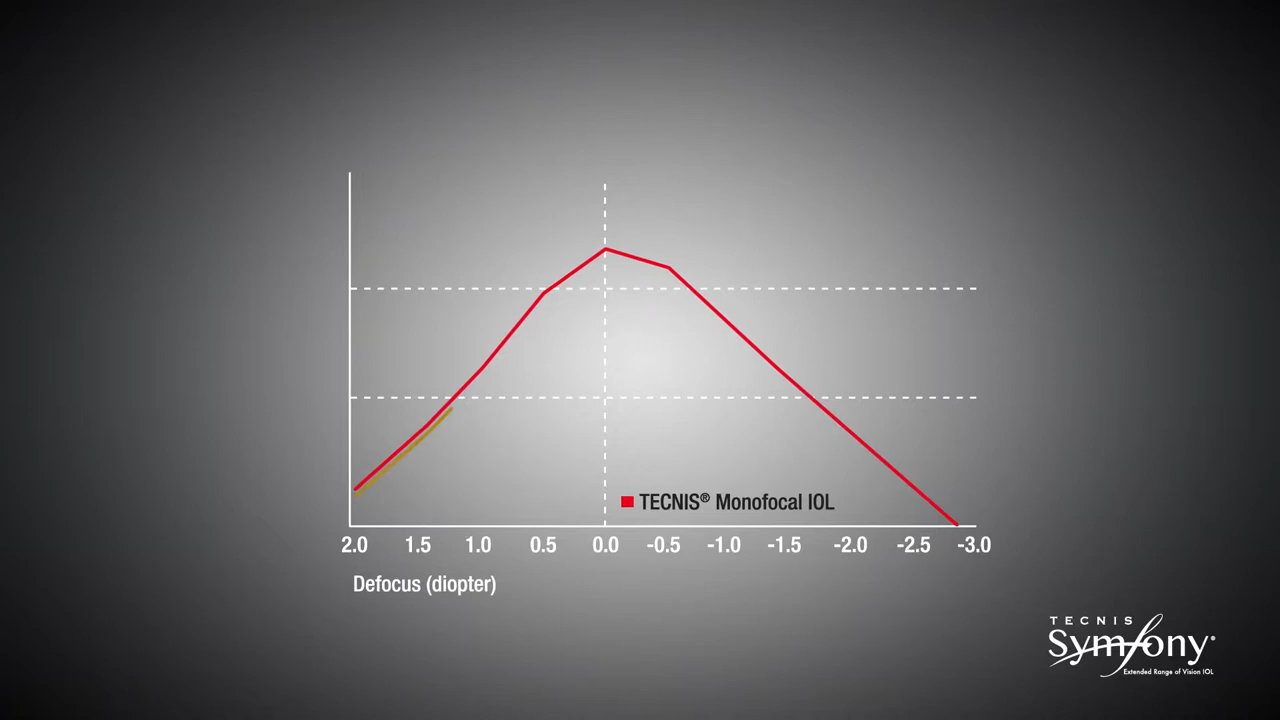 TECNIS® Monofocal IOL
2.0 1.5 1.0 0.5 0.0 -0.5 -1.0 -1.5 -2.0 -2.5 -3.0
Defocus (diopter)
TECNIS
Symfony®
Extended Range of Vision IOL